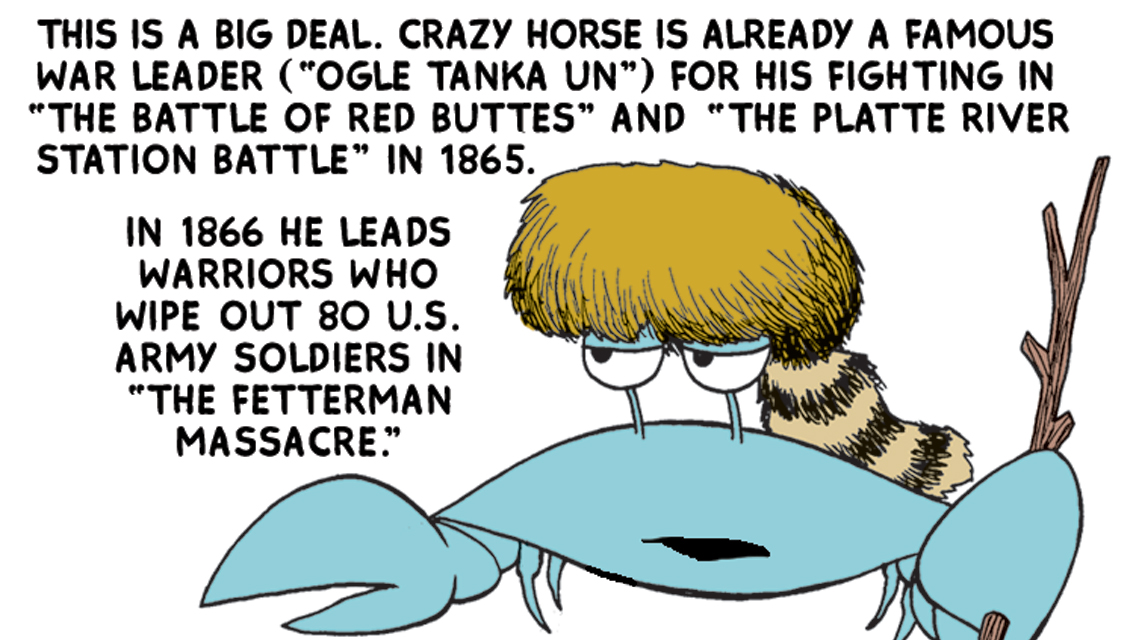 THIS IS A BIG DEAL. CRAZY HORSE IS ALREADY A FAMOUS
WAR LEADER ("OGLE TANKA UN") FOR HIS FIGHTING IN
"THE BATTLE OF RED BUTTES" AND "THE PLATTE RIVER
STATION BATTLE" IN 1865.
IN 1866 HE LEADS
WARRIORS WHO
WIPE OUT 80 U.S.
ARMY SOLDIERS IN
"THE FETTERMAN
MASSACRE."